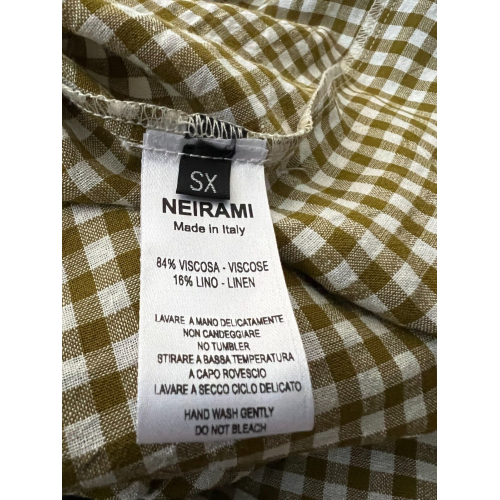 SX
NEIRAMI
Made in Italy
84% VISCOSA - VISCOSE
16% LINO - LINEN
LAVARE A MANO DELICATAMENTE
NON CANDEGGIARE
NO TUMBLER
STIRARE A BASSA TEMPERATURA
A CAPO ROVESCIO
LAVARE A SECCO CICLO DELICATO
HAND WASH GENTLY
DO NOT BLEACH